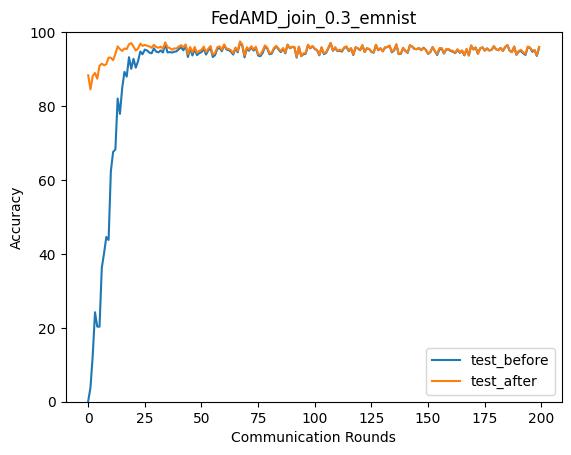 FedAMD_join_0.3_emnist
Accuracy
100
80
60
40
20
0
0 25 50 75 100 125 150 175 200
Communication Rounds
test_before
test_after